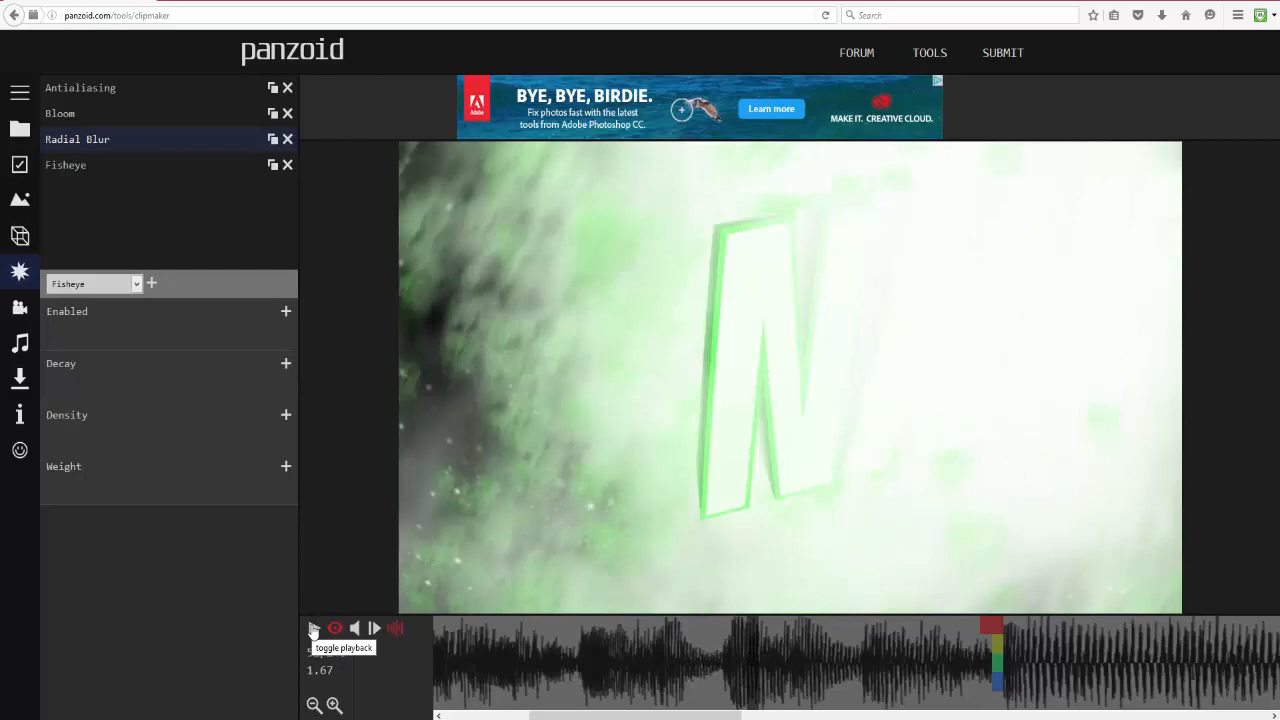 panzoid.com/tools/clipmaker
Search
panzoid
FORUM
TOOLS
SUBMIT
Antialiasing
Bloom
Radial Blur
Fisheye
BYE, BYE, BIRDIE.
Fix photos fast with the latest
tools from Adobe Photoshop CC.
Learn more
MAKE IT. CREATIVE CLOUD.
Adobe
N
Fisheye
Enabled
Decay
Density
Weight
toggle playback
1.67